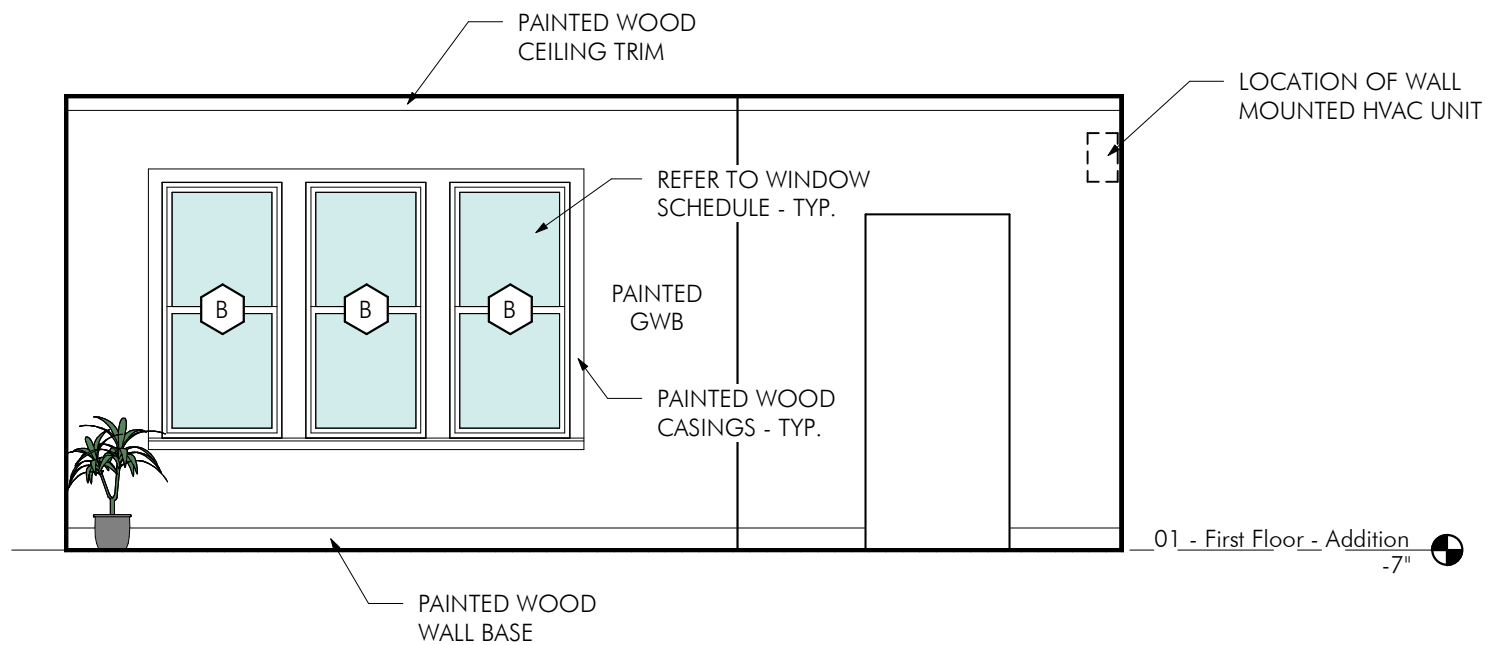 PAINTED WOOD
CEILING TRIM
LOCATION OF WALL
MOUNTED HVAC UNIT
REFER TO WINDOW
SCHEDULE - TYP.
B
B
B
PAINTED
GWB
PAINTED WOOD
CASINGS - TYP.
01 - First Floor - Addition
-7"
PAINTED WOOD
WALL BASE